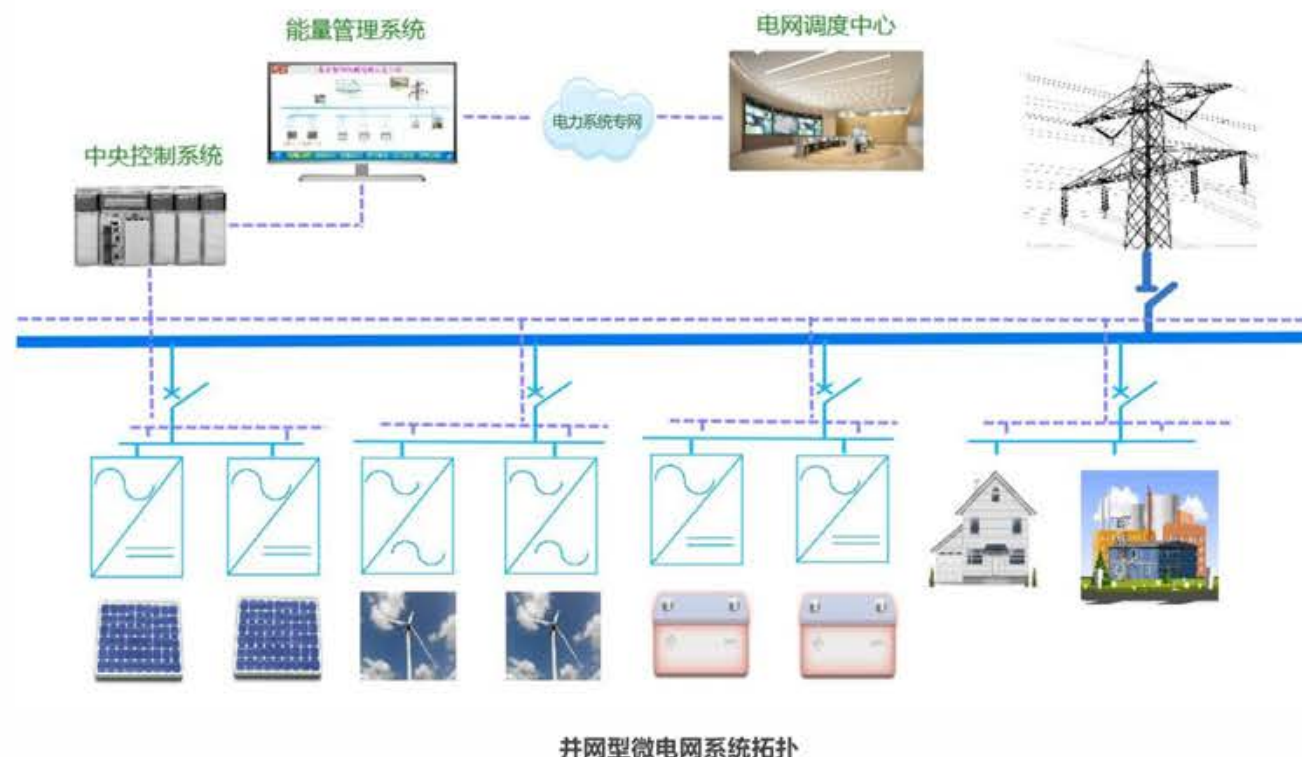 能量管理系统
电网调度中心
电力系统专网
中央控制系统
并网型微电网系统拓扑